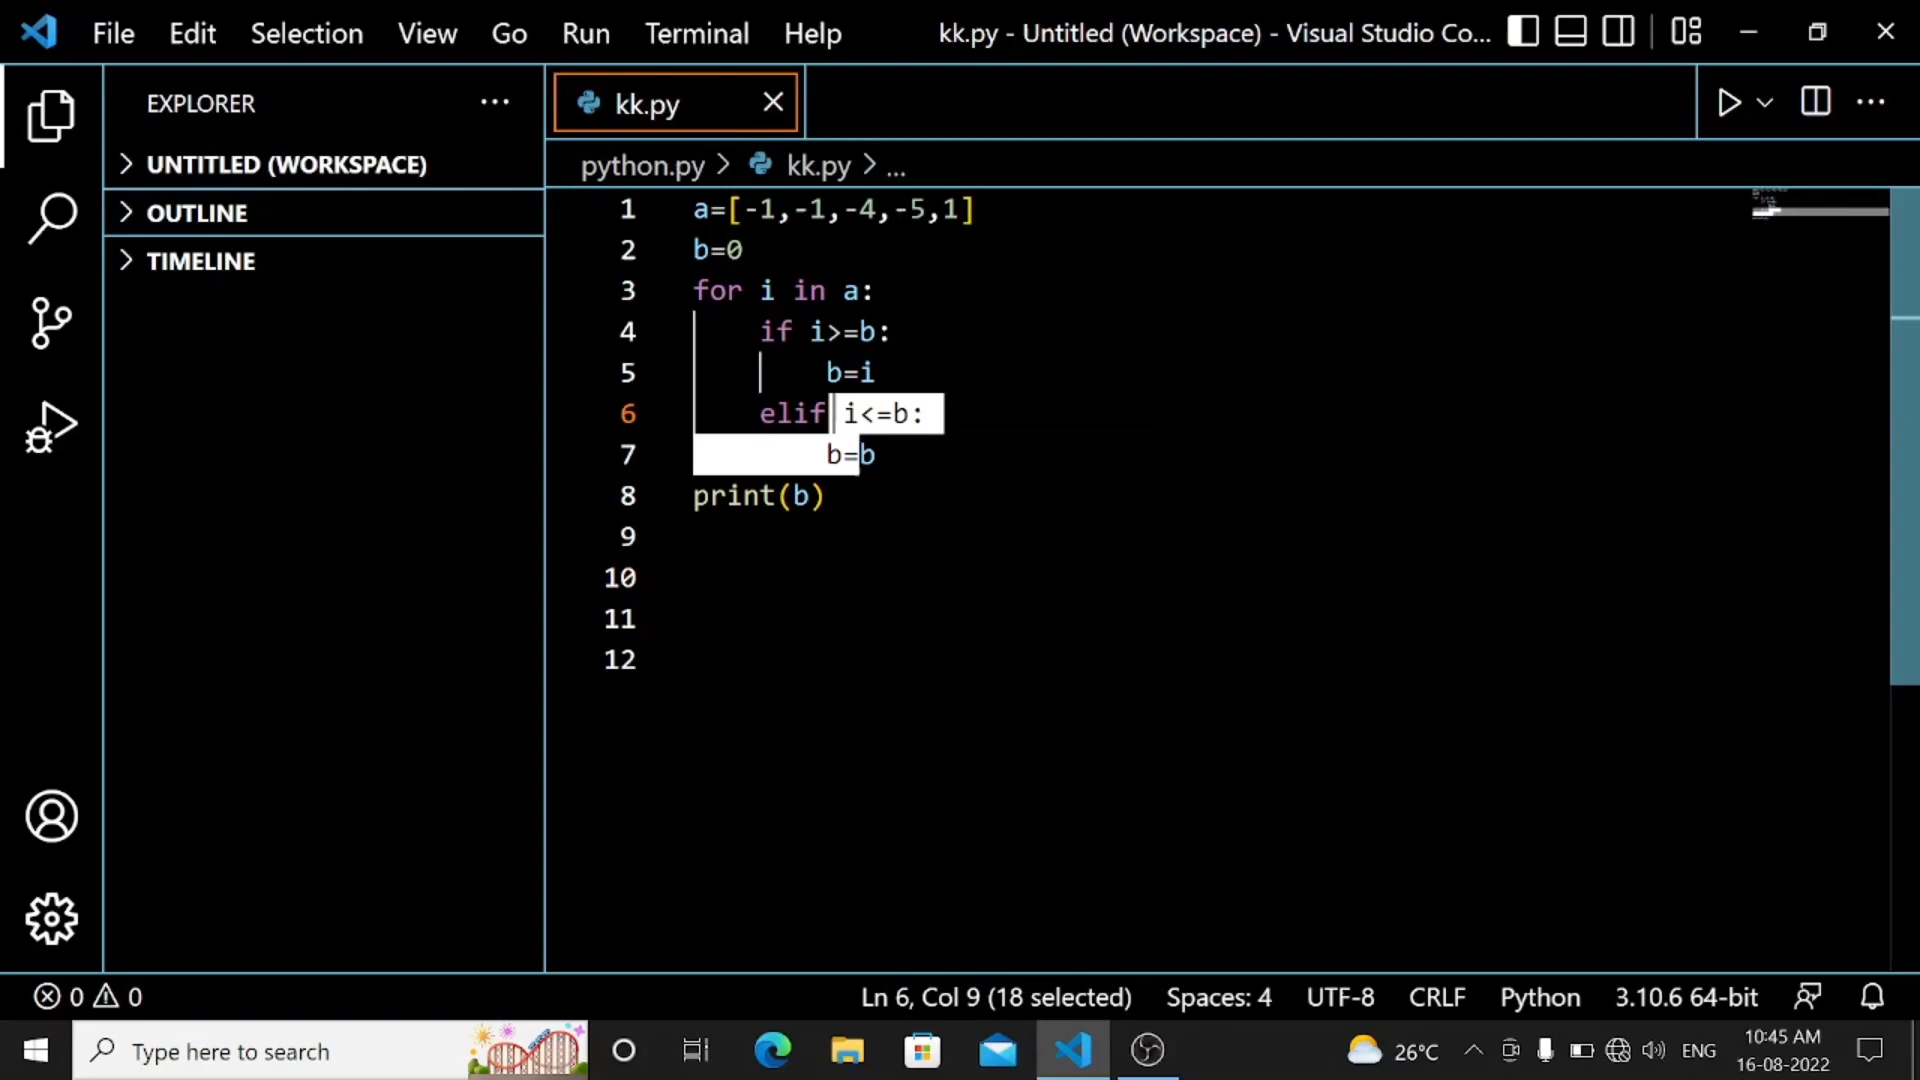 File Edit Selection View Go Run Terminal Help kk.py - Untitled (Workspace) - Visual Studio Co...
EXPLORER ...
UNTITLED (WORKSPACE)
OUTLINE
TIMELINE
kk.py
python.py > kk.py > ...
1 a=[-1,-1,-4,-5,1]
2 b=0
3 for i in a:
4 if i>=b:
5 b=i
6 elif i<=b:
7 b=b
8 print(b)
9
10
11
12
0 0 Ln 6, Col 9 (18 selected) Spaces: 4 UTF-8 CRLF Python 3.10.6 64-bit
Type here to search 26°C ENG 10:45 AM
16-08-2022